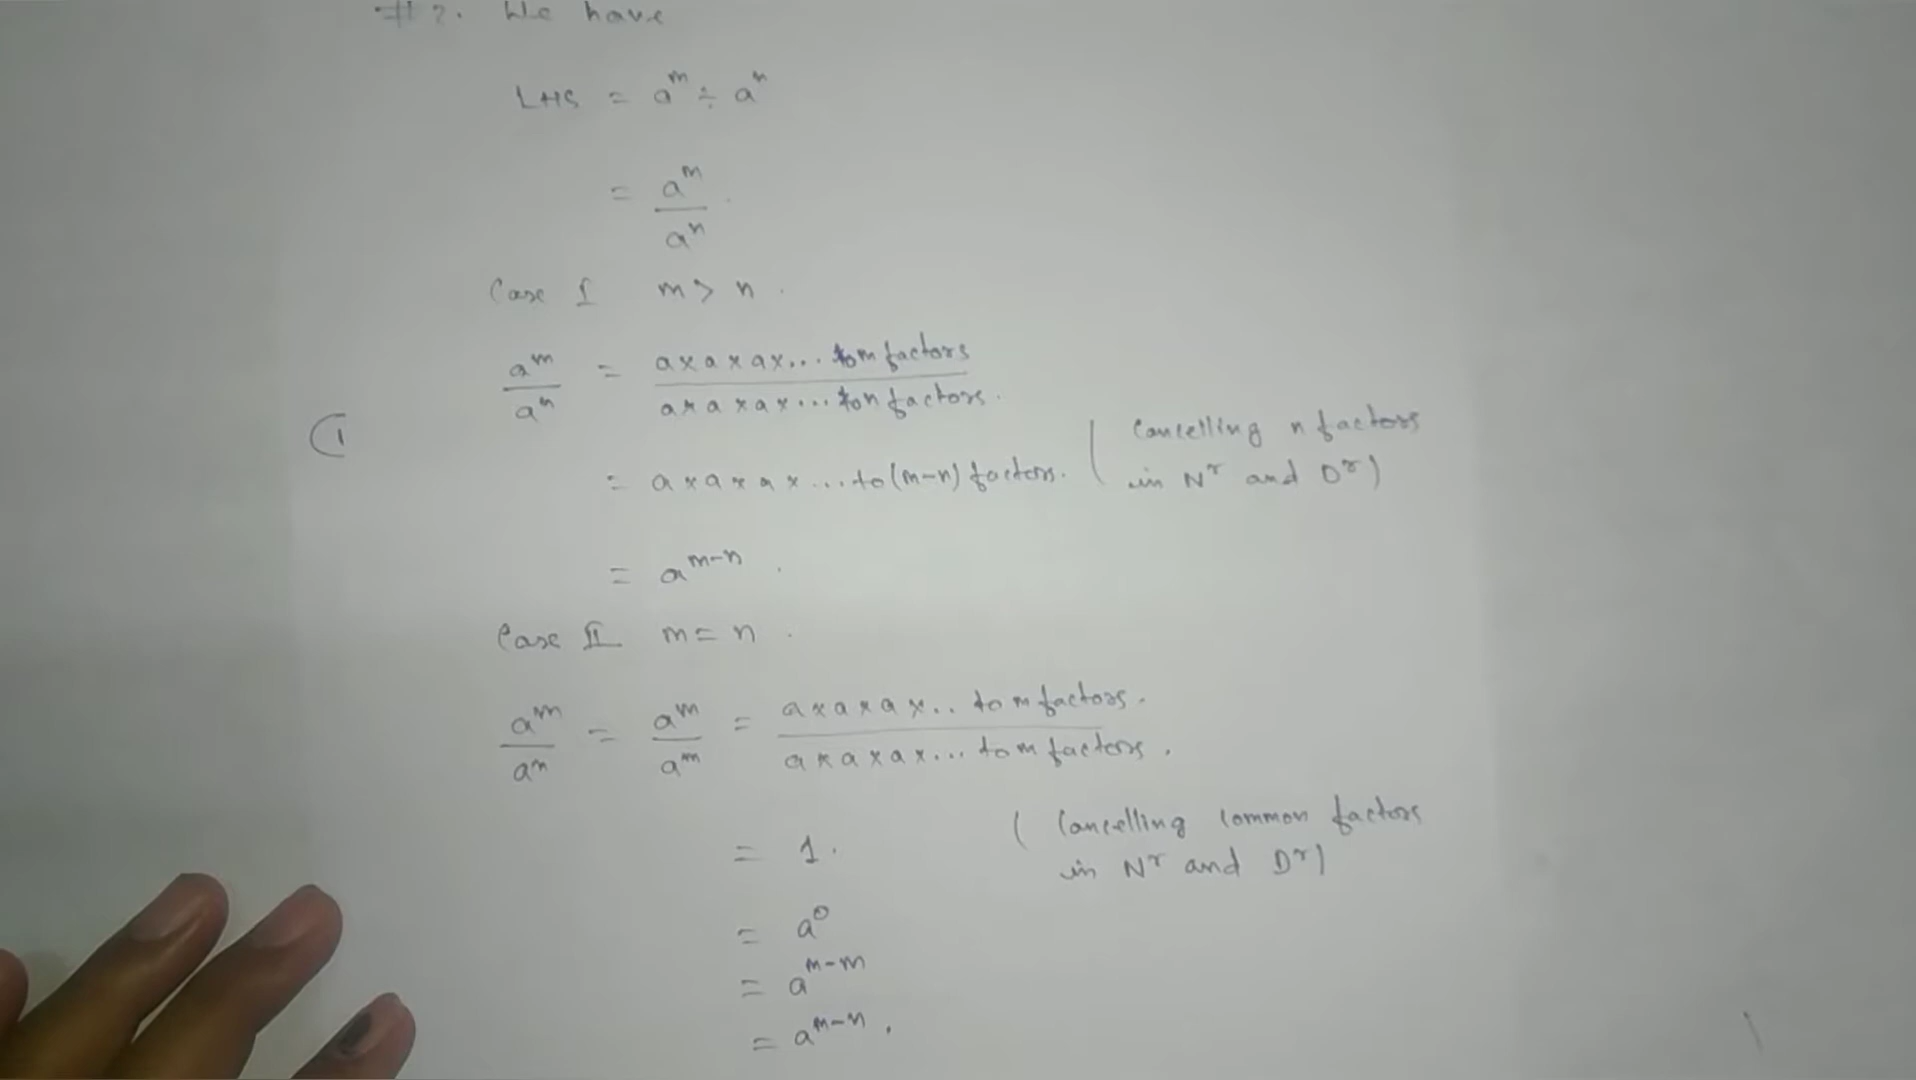 #2. We have
LHS = a^m ÷ a^n
= a^m / a^n .
Case I m > n .
a^m / a^n = a × a × a × ... to m factors / a × a × a × ... to n factors.
①
= a × a × a × ... to (m-n) factors. ( Cancelling n factors
in N^r and D^r )
= a^(m-n) .
Case II m = n .
a^m / a^n = a^m / a^m = a × a × a × .. to m factors. / a × a × a × ... to m factors .
= 1 . ( Cancelling common factors
in N^r and D^r )
= a^0
= a^(m-m)
= a^(m-n) .